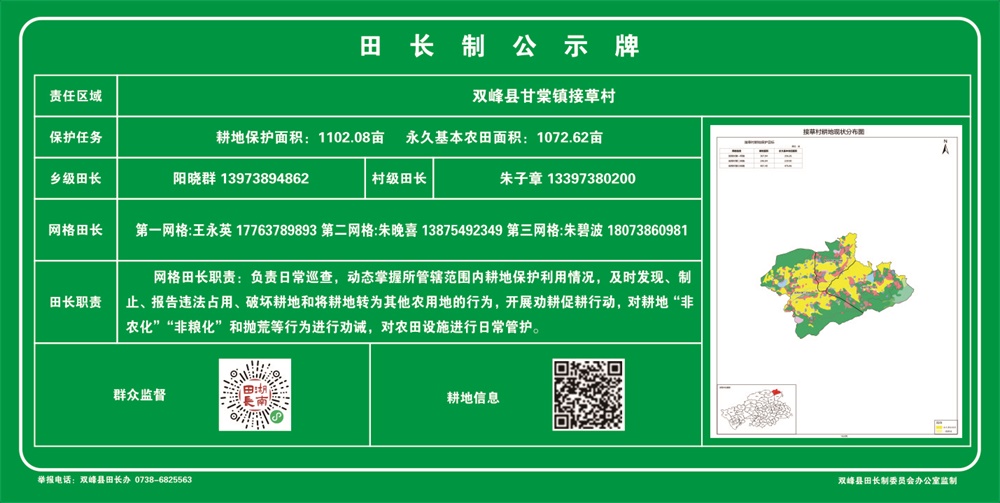 田长制公示牌
责任区域
双峰县甘棠镇接草村
保护任务
耕地保护面积：1102.08亩 永久基本农田面积：1072.62亩
乡级田长
阳晓群 13973894862
村级田长
朱子章 13397380200
网格田长
第一网格:王永英 17763789893 第二网格:朱晚喜 13875492349 第三网格:朱碧波 18073860981
田长职责
网格田长职责：负责日常巡查，动态掌握所管辖范围内耕地保护利用情况，及时发现、制
止、报告违法占用、破坏耕地和将耕地转为其他农用地的行为，开展劝耕促耕行动，对耕地“非
农化”“非粮化”和抛荒等行为进行劝诫，对农田设施进行日常管护。
群众监督
湖南田长
耕地信息
接草村耕地现状分布图
N
举报电话：双峰县田长办 0738-6825563
双峰县田长制委员会办公室监制